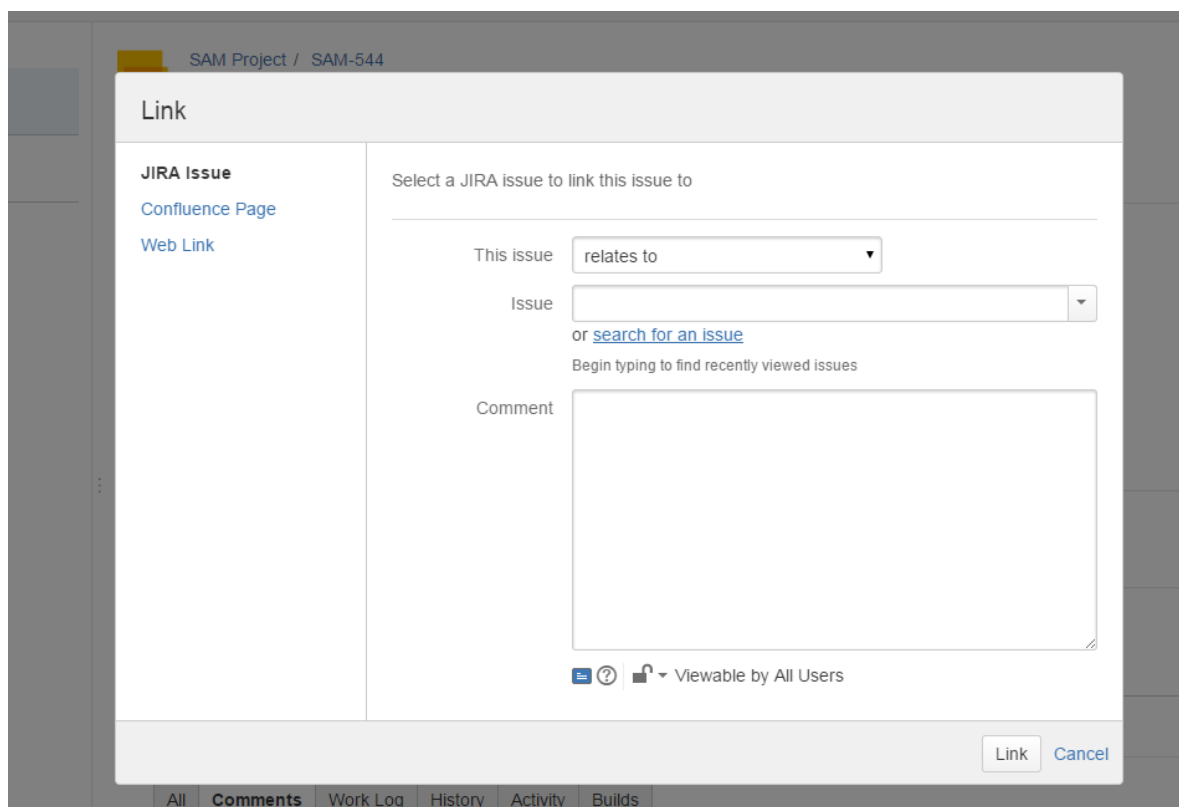 SAM Project / SAM-544
Link
JIRA Issue
Confluence Page
Web Link
Select a JIRA issue to link this issue to
This issue relates to
Issue
or search for an issue
Begin typing to find recently viewed issues
Comment
Viewable by All Users
Link Cancel
All Comments Work Log History Activity Builds